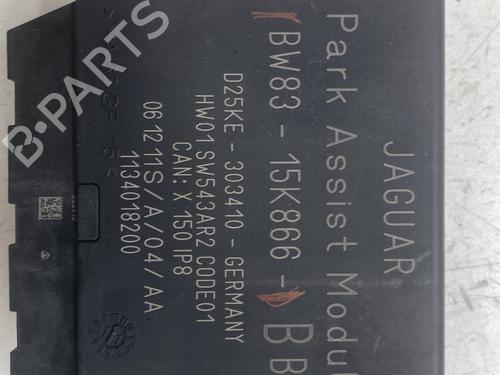 JAGUAR
Park Assist Modul
BW83 - 15K866 - BB
D25KE - 303410 - GERMANY
HW01 SW543AR2 CODE01
CAN: X 150 IP8
06 12 11S/A/04/AA.
1134018200
B-Parts